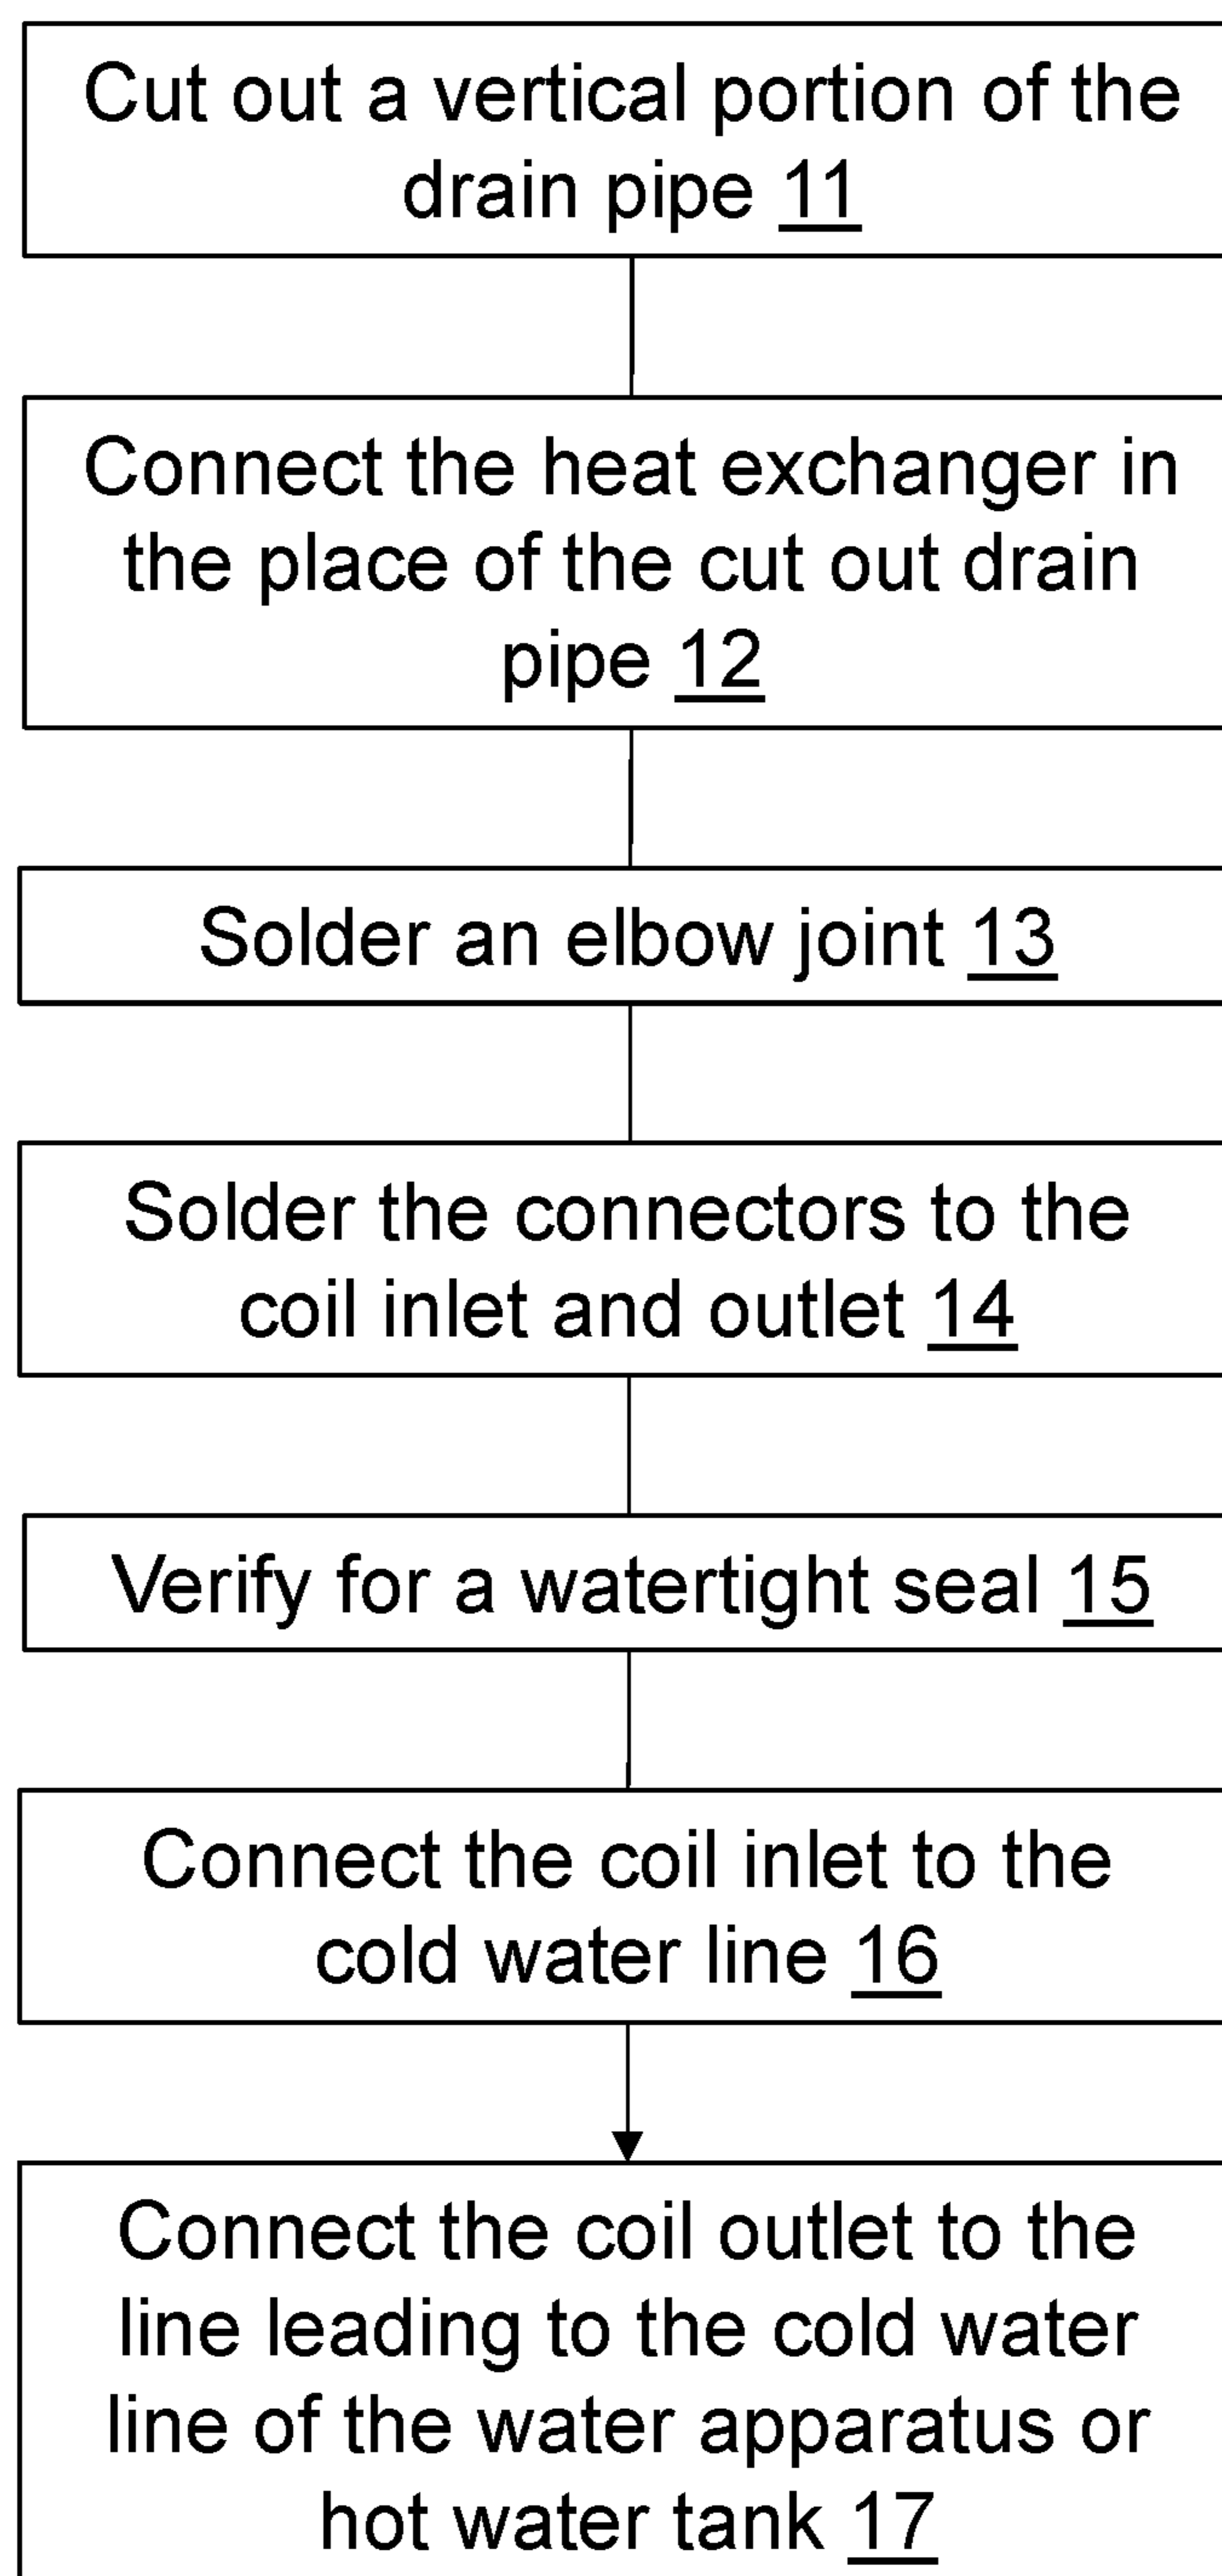 Cut out a vertical portion of the
drain pipe 11
Connect the heat exchanger in
the place of the cut out drain
pipe 12
Solder an elbow joint 13
Solder the connectors to the
coil inlet and outlet 14
Verify for a watertight seal 15
Connect the coil inlet to the
cold water line 16
Connect the coil outlet to the
line leading to the cold water
line of the water apparatus or
hot water tank 17